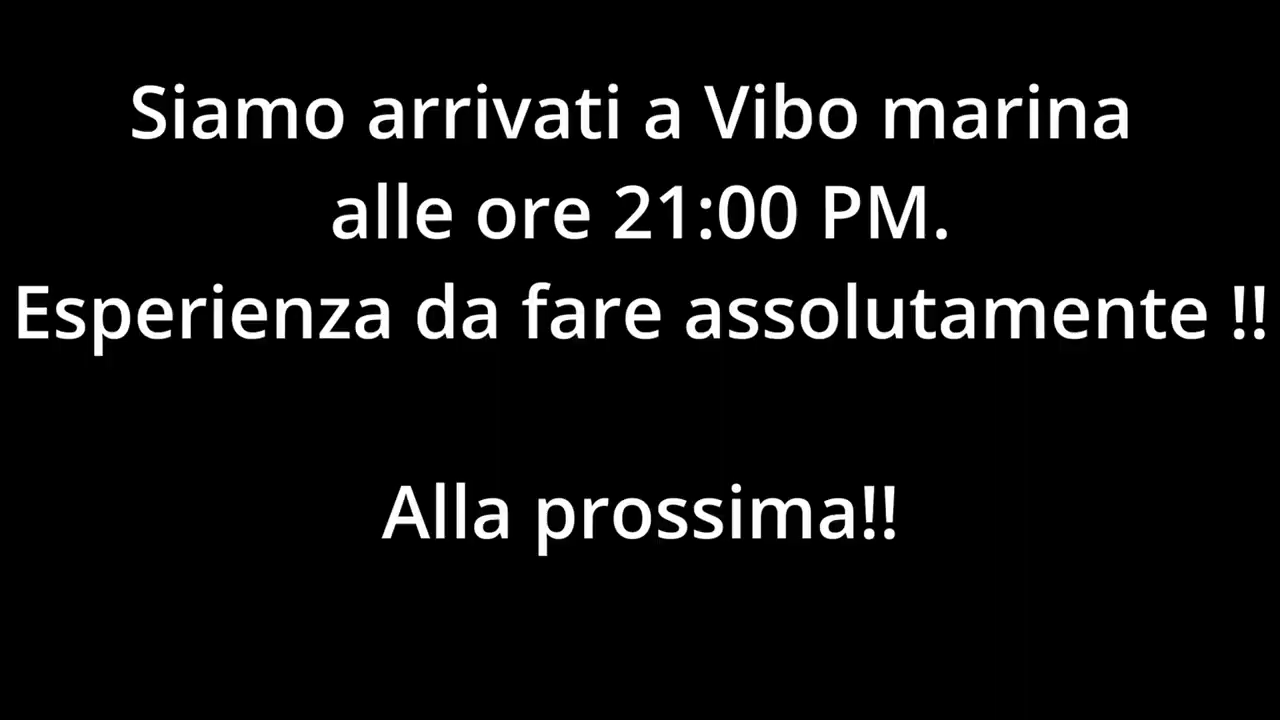 Siamo arrivati a Vibo marina
alle ore 21:00 PM.
Esperienza da fare assolutamente !!
Alla prossima!!